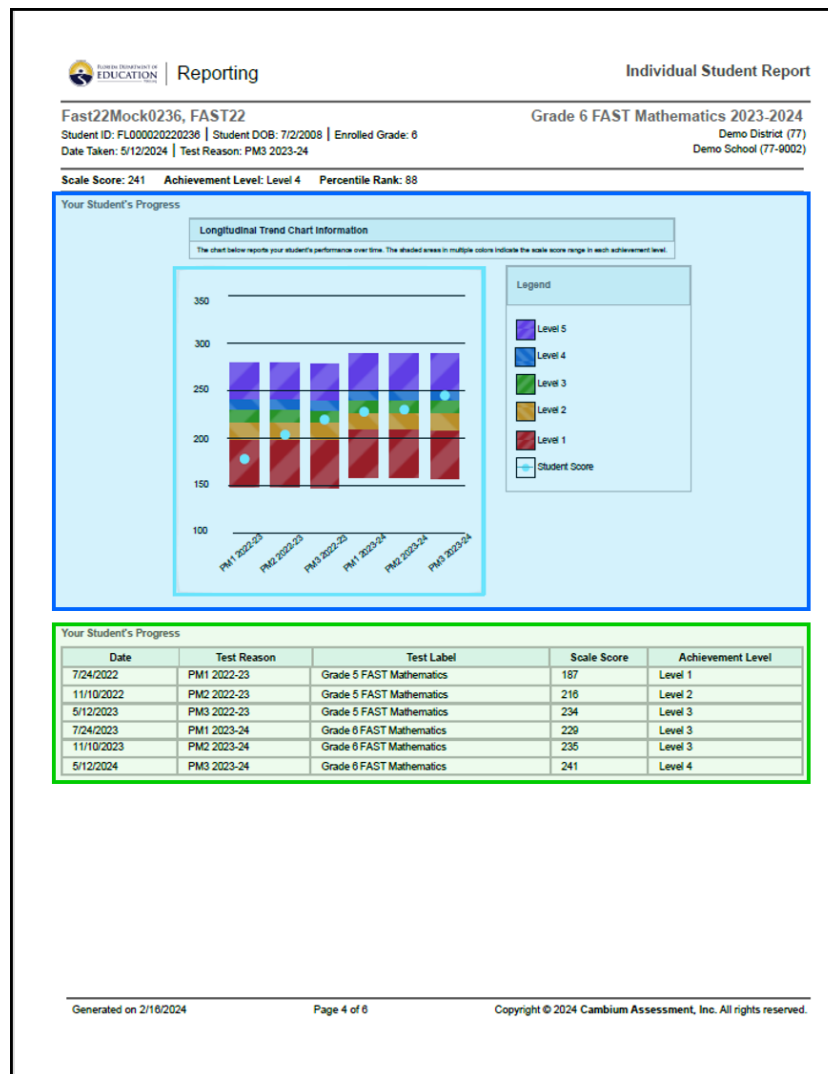 FLORIDA DEPARTMENT OF
EDUCATION
Reporting
Individual Student Report
Fast22Mock0236, FAST22
Grade 6 FAST Mathematics 2023-2024
Student ID: FL000020220236 | Student DOB: 7/2/2008 | Enrolled Grade: 6
Demo District (77)
Date Taken: 5/12/2024 | Test Reason: PM3 2023-24
Demo School (77-9002)
Scale Score: 241 Achievement Level: Level 4 Percentile Rank: 88
Your Student's Progress
Longitudinal Trend Chart Information
The chart below reports your student's performance over time. The shaded areas in multiple colors indicate the scale score range in each achievement level.
350
300
250
200
150
100
PM1 2022-23
PM2 2022-23
PM3 2022-23
PM1 2023-24
PM2 2023-24
PM3 2023-24
Legend
Level 5
Level 4
Level 3
Level 2
Level 1
Student Score
Your Student's Progress
Date Test Reason Test Label Scale Score Achievement Level
7/24/2022 PM1 2022-23 Grade 5 FAST Mathematics 187 Level 1
11/10/2022 PM2 2022-23 Grade 5 FAST Mathematics 216 Level 2
5/12/2023 PM3 2022-23 Grade 5 FAST Mathematics 234 Level 3
7/24/2023 PM1 2023-24 Grade 6 FAST Mathematics 229 Level 3
11/10/2023 PM2 2023-24 Grade 6 FAST Mathematics 235 Level 3
5/12/2024 PM3 2023-24 Grade 6 FAST Mathematics 241 Level 4
Generated on 2/16/2024
Page 4 of 6
Copyright © 2024 Cambium Assessment, Inc. All rights reserved.